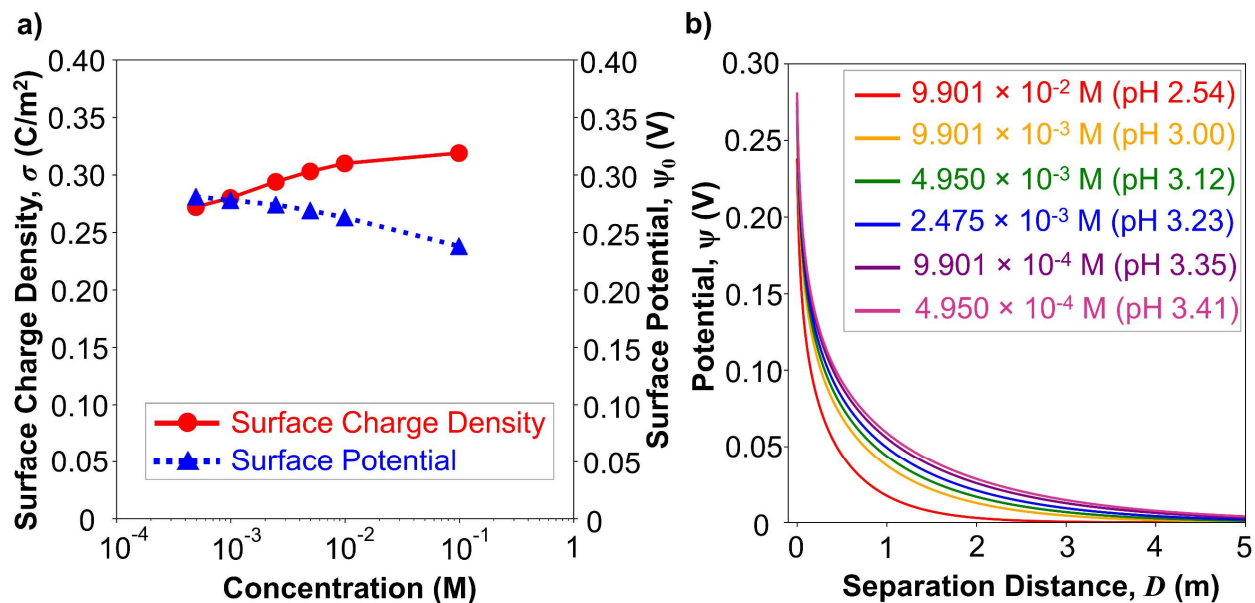 a)
Surface Charge Density, σ (C/m²)
0.40
0.35
0.30
0.25
0.20
0.15
0.10
0.05
0
10⁻⁴
10⁻³
10⁻²
10⁻¹
1
Concentration (M)
Surface Charge Density
Surface Potential
0.40
0.35
0.30
0.25
0.20
0.15
0.10
0.05
0
Surface Potential, ψ₀ (V)
b)
Potential, ψ (V)
0.30
0.25
0.20
0.15
0.10
0.05
0
9.901 × 10⁻² M (pH 2.54)
9.901 × 10⁻³ M (pH 3.00)
4.950 × 10⁻³ M (pH 3.12)
2.475 × 10⁻³ M (pH 3.23)
9.901 × 10⁻⁴ M (pH 3.35)
4.950 × 10⁻⁴ M (pH 3.41)
0
1
2
3
4
5
Separation Distance, D (m)